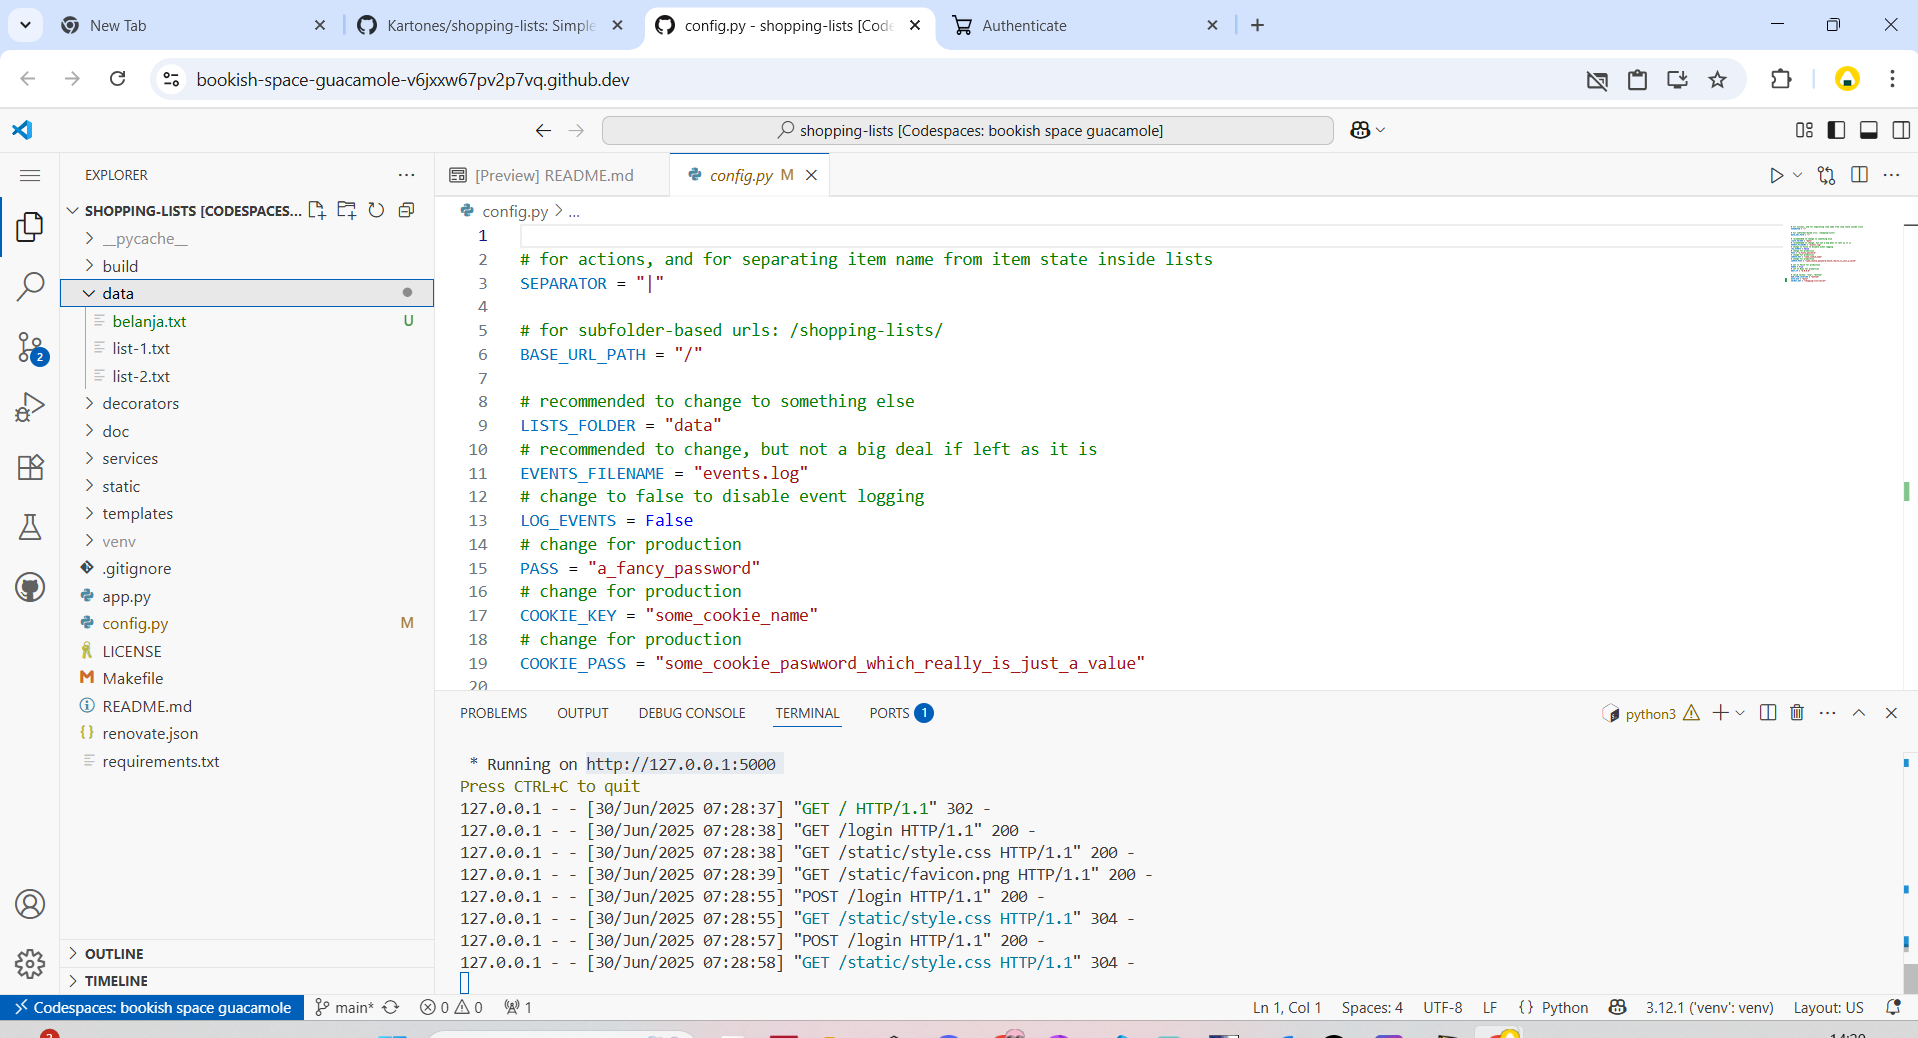 New Tab
Kartones/shopping-lists: Simple
config.py - shopping-lists [Code
Authenticate
bookish-space-guacamole-v6jxxw67pv2p7vq.github.dev
shopping-lists [Codespaces: bookish space guacamole]
EXPLORER
[Preview] README.md
config.py M
SHOPPING-LISTS [CODESPACES...
config.py > ...
__pycache__
build
data
belanja.txt U
list-1.txt
list-2.txt
decorators
doc
services
static
templates
venv
.gitignore
app.py
config.py M
LICENSE
Makefile
README.md
renovate.json
requirements.txt
OUTLINE
TIMELINE
2
1
2 # for actions, and for separating item name from item state inside lists
3 SEPARATOR = "|"
4
5 # for subfolder-based urls: /shopping-lists/
6 BASE_URL_PATH = "/"
7
8 # recommended to change to something else
9 LISTS_FOLDER = "data"
10 # recommended to change, but not a big deal if left as it is
11 EVENTS_FILENAME = "events.log"
12 # change to false to disable event logging
13 LOG_EVENTS = False
14 # change for production
15 PASS = "a_fancy_password"
16 # change for production
17 COOKIE_KEY = "some_cookie_name"
18 # change for production
19 COOKIE_PASS = "some_cookie_paswword_which_really_is_just_a_value"
20
PROBLEMS OUTPUT DEBUG CONSOLE TERMINAL PORTS 1
python3
* Running on http://127.0.0.1:5000
Press CTRL+C to quit
127.0.0.1 - - [30/Jun/2025 07:28:37] "GET / HTTP/1.1" 302 -
127.0.0.1 - - [30/Jun/2025 07:28:38] "GET /login HTTP/1.1" 200 -
127.0.0.1 - - [30/Jun/2025 07:28:38] "GET /static/style.css HTTP/1.1" 200 -
127.0.0.1 - - [30/Jun/2025 07:28:39] "GET /static/favicon.png HTTP/1.1" 200 -
127.0.0.1 - - [30/Jun/2025 07:28:55] "POST /login HTTP/1.1" 200 -
127.0.0.1 - - [30/Jun/2025 07:28:55] "GET /static/style.css HTTP/1.1" 304 -
127.0.0.1 - - [30/Jun/2025 07:28:57] "POST /login HTTP/1.1" 200 -
127.0.0.1 - - [30/Jun/2025 07:28:58] "GET /static/style.css HTTP/1.1" 304 -
Codespaces: bookish space guacamole
main*
0 0
1
Ln 1, Col 1
Spaces: 4
UTF-8
LF
{ } Python
3.12.1 ('venv': venv)
Layout: US